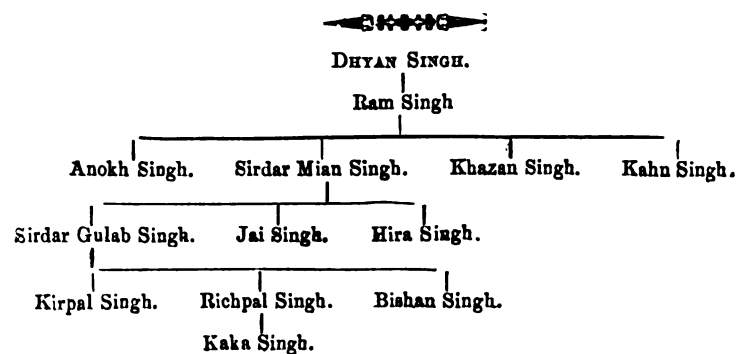 DHYAN SINGH.
Ram Singh
Anokh Singh. Sirdar Mian Singh. Khazan Singh. Kahn Singh.
Sirdar Gulab Singh. Jai Singh. Hira Singh.
Kirpal Singh. Richpal Singh. Bishan Singh.
Kaka Singh.